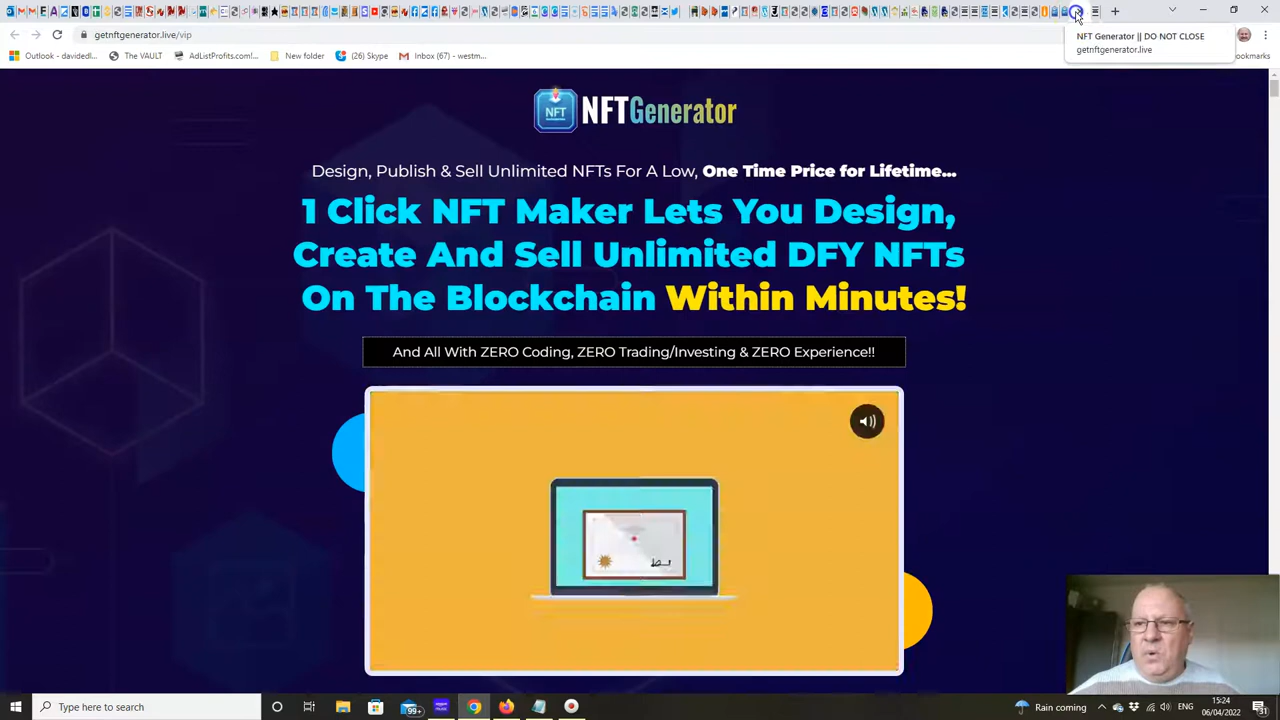 NFT Generator || DO NOT CLOSE
getnftgenerator.live
getnftgenerator.live/vip
Outlook - davidedl...
The VAULT
AdListProfits.com!...
New folder
(26) Skype
Inbox (67) - westm...
ookmarks
NFT
NFTGenerator
Design, Publish & Sell Unlimited NFTs For A Low, One Time Price for Lifetime...
1 Click NFT Maker Lets You Design,
Create And Sell Unlimited DFY NFTs
On The Blockchain Within Minutes!
And All With ZERO Coding, ZERO Trading/Investing & ZERO Experience!!
Type here to search
99+
Rain coming
15:24
06/04/2022